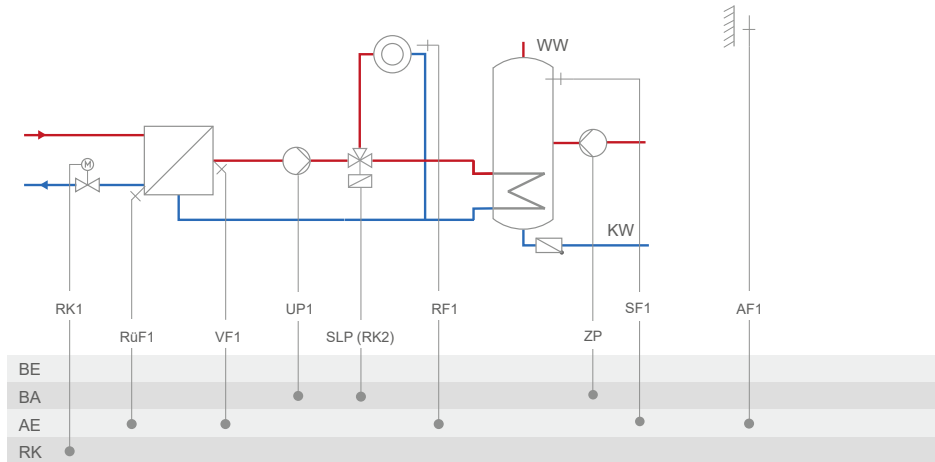 WW
M
KW
RK1
UP1
RF1
SF1
AF1
RüF1
VF1
SLP (RK2)
ZP
BE
BA
AE
RK